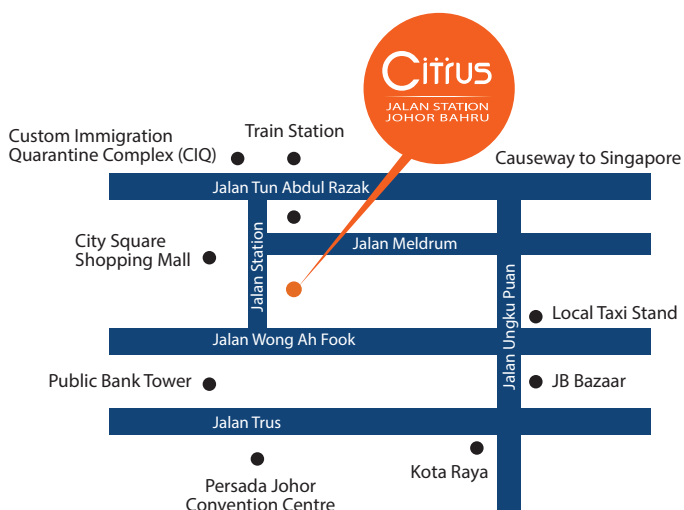 Citrus
JALAN STATION
JOHOR BAHRU
Custom Immigration
Quarantine Complex (CIQ)
Train Station
Causeway to Singapore
Jalan Tun Abdul Razak
City Square
Shopping Mall
Jalan Station
Jalan Meldrum
Jalan Ungku Puan
Local Taxi Stand
Jalan Wong Ah Fook
Public Bank Tower
JB Bazaar
Jalan Trus
Persada Johor
Convention Centre
Kota Raya